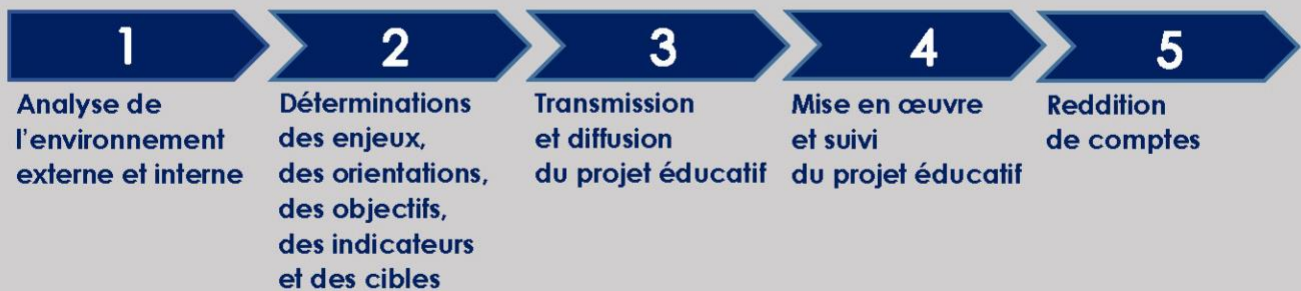 1
Analyse de
l'environnement
externe et interne
2
Déterminations
des enjeux,
des orientations,
des objectifs,
des indicateurs
et des cibles
3
Transmission
et diffusion
du projet éducatif
4
Mise en œuvre
et suivi
du projet éducatif
5
Reddition
de comptes